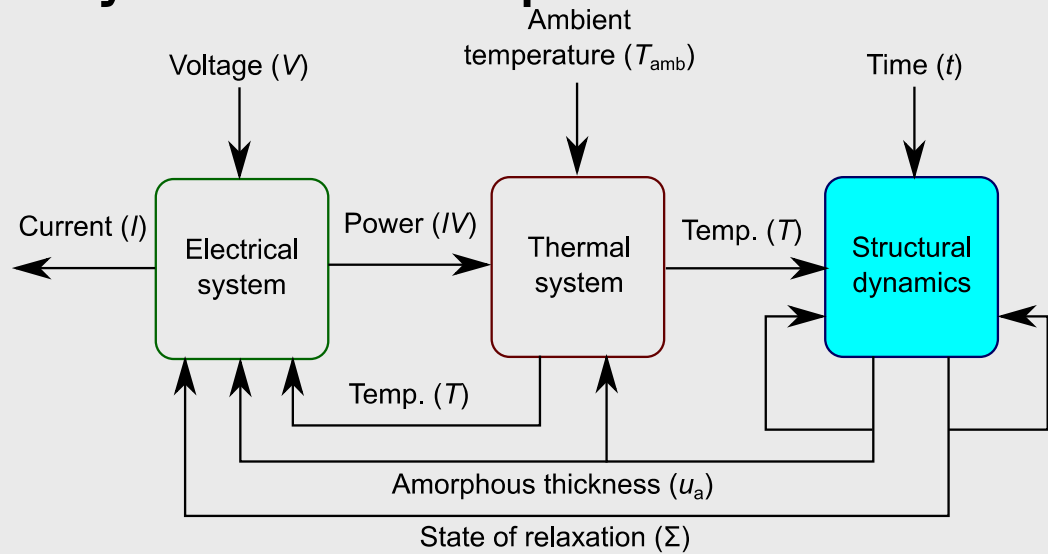 Ambient
temperature (T_amb)
Voltage (V)
Time (t)
Current (I)
Electrical
system
Power (IV)
Thermal
system
Temp. (T)
Structural
dynamics
Temp. (T)
Amorphous thickness (u_a)
State of relaxation (Σ)